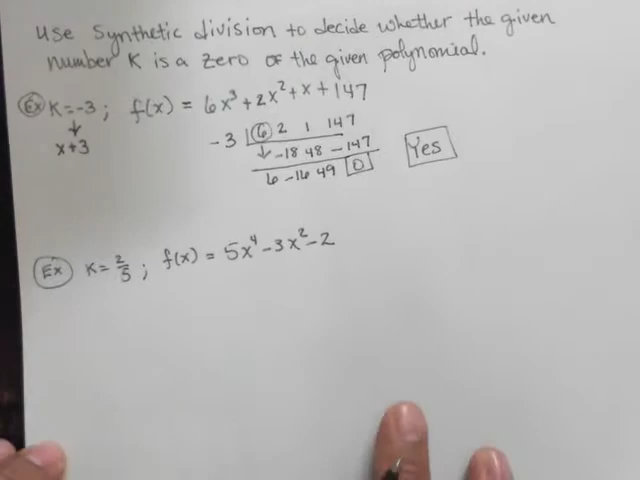 Use synthetic division to decide whether the given
number K is a zero of the given polynomial.
Ex K=-3; f(x) = 6x³+2x²+x+147
x+3
-3 | 6 2 1 147
-18 48 -147
6 -16 49 0
Yes
Ex K=2/5; f(x) = 5x⁴-3x²-2